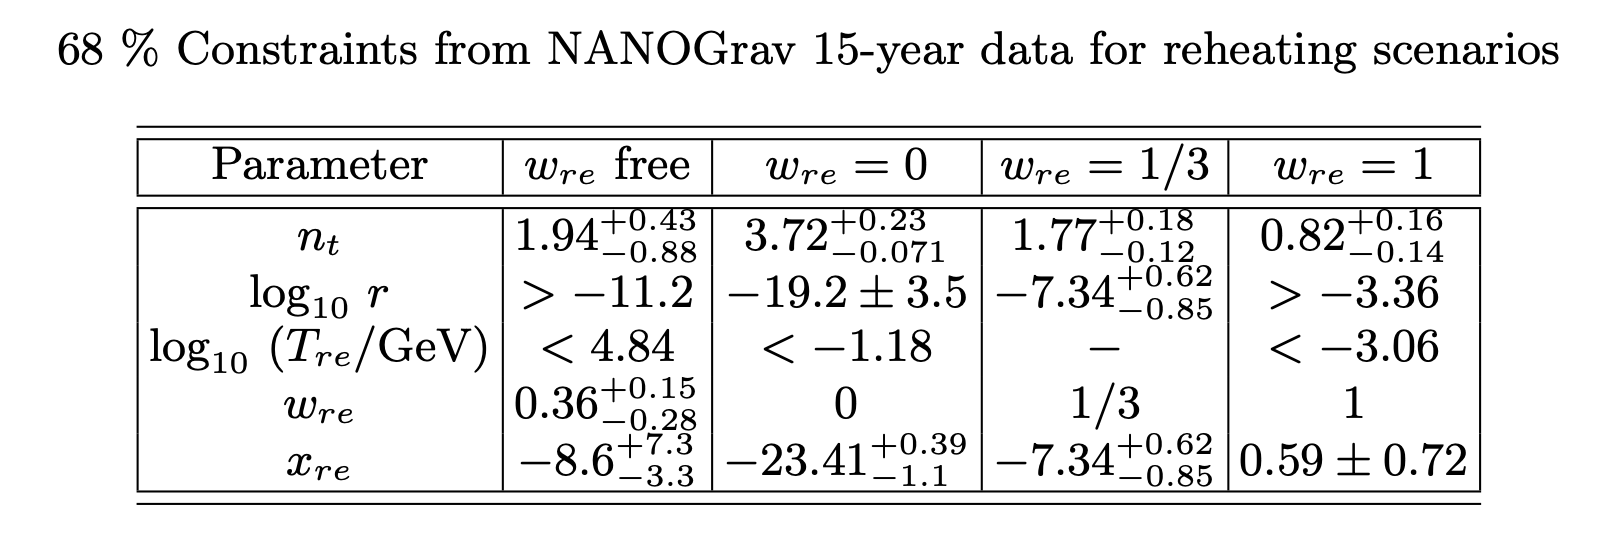 68 % Constraints from NANOGrav 15-year data for reheating scenarios
Parameter w_{re} free w_{re} = 0 w_{re} = 1/3 w_{re} = 1
n_t 1.94^{+0.43}_{-0.88} 3.72^{+0.23}_{-0.071} 1.77^{+0.18}_{-0.12} 0.82^{+0.16}_{-0.14}
log_{10} r > −11.2 −19.2 ± 3.5 −7.34^{+0.62}_{-0.85} > −3.36
log_{10} (T_{re}/GeV) < 4.84 < −1.18 − < −3.06
w_{re} 0.36^{+0.15}_{-0.28} 0 1/3 1
x_{re} −8.6^{+7.3}_{-3.3} −23.41^{+0.39}_{-1.1} −7.34^{+0.62}_{-0.85} 0.59 ± 0.72